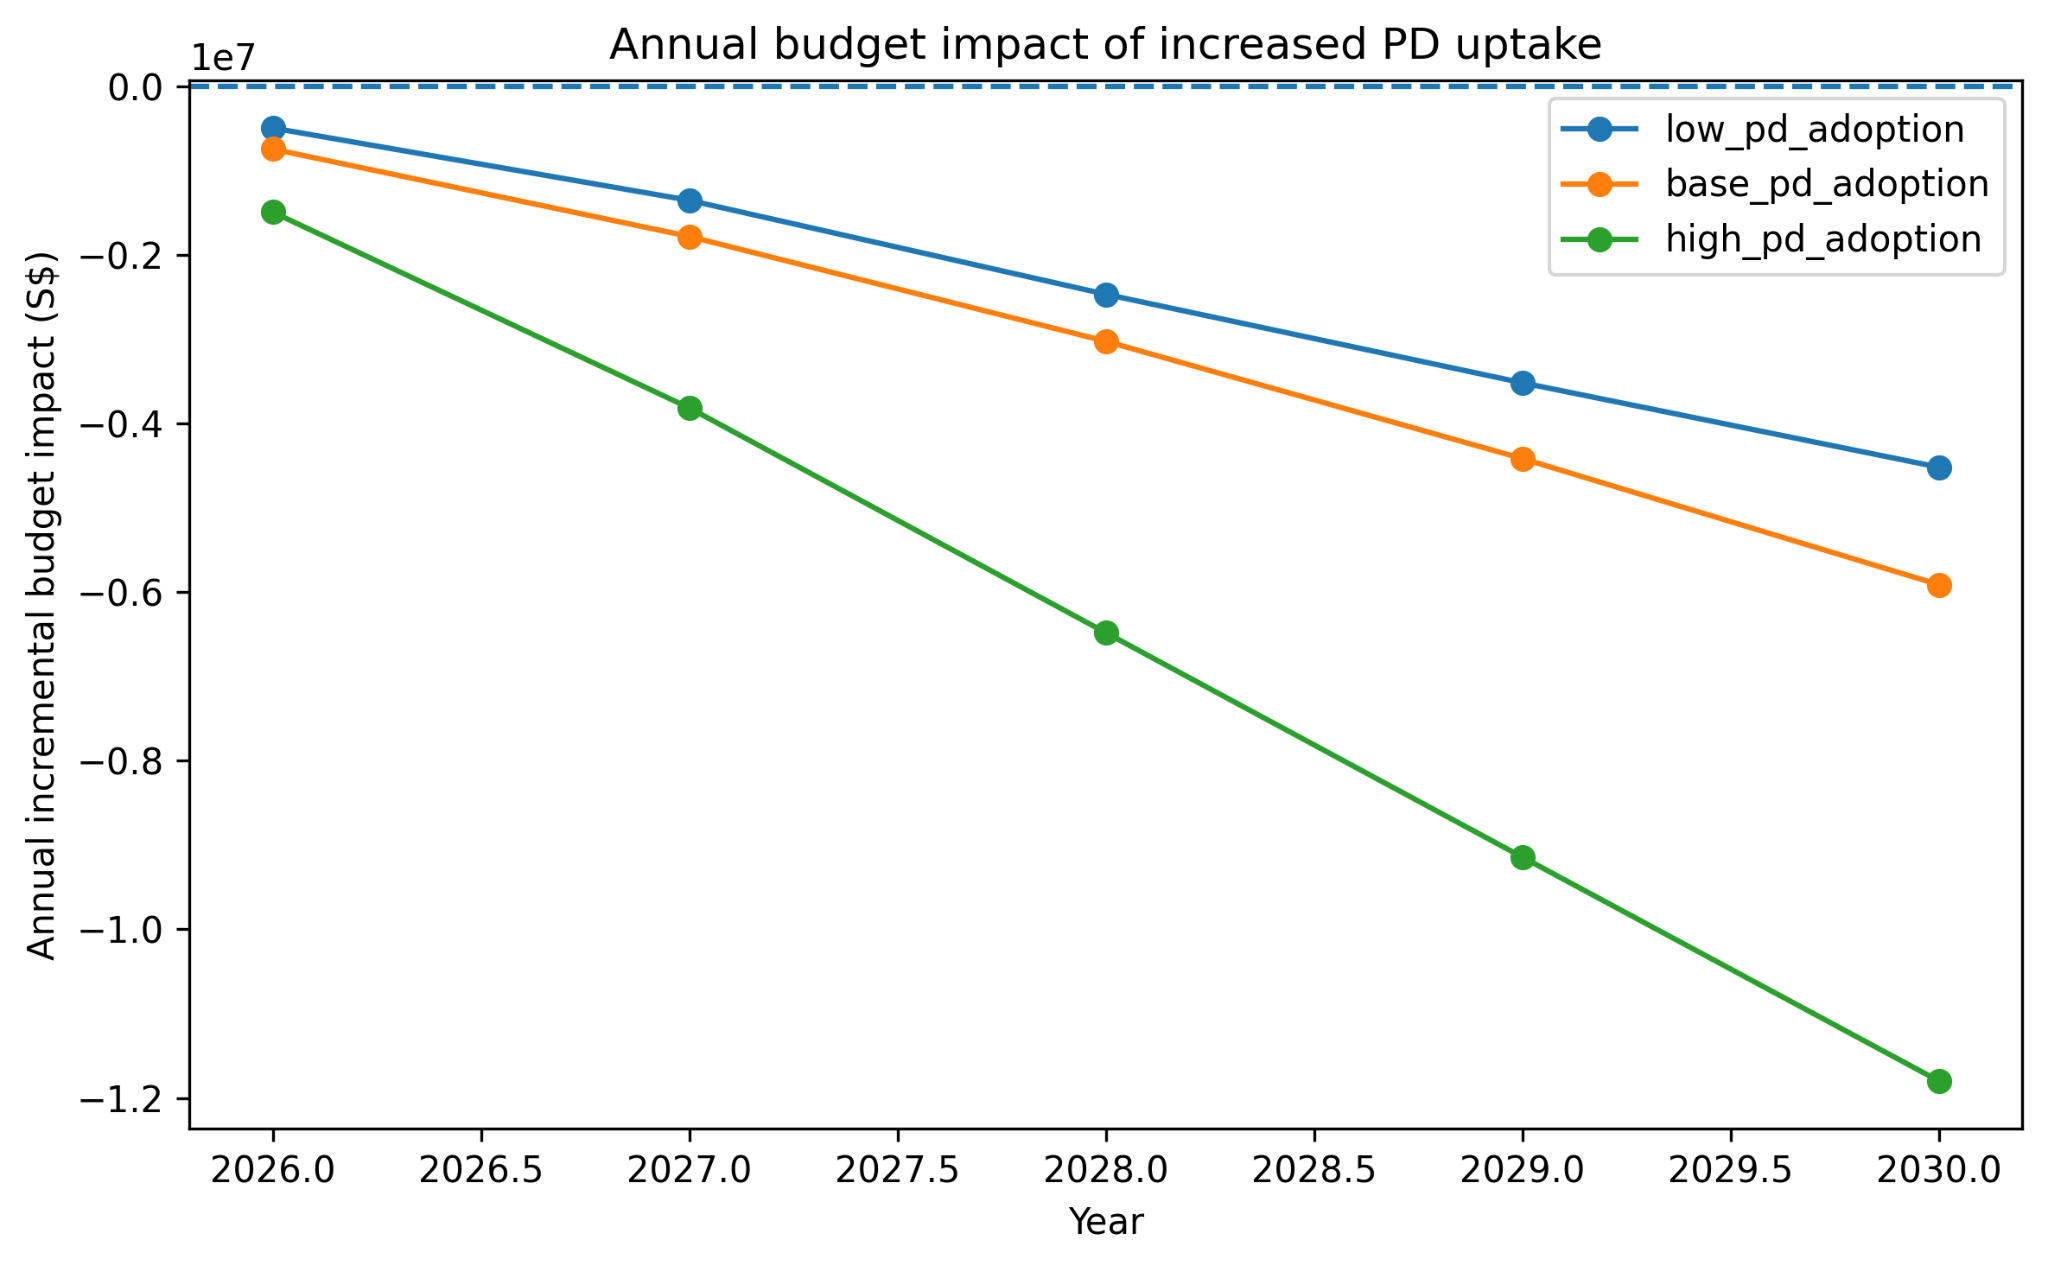 Annual budget impact of increased PD uptake
1e7
0.0
−0.2
−0.4
−0.6
−0.8
−1.0
−1.2
Annual incremental budget impact (S$)
low_pd_adoption
base_pd_adoption
high_pd_adoption
2026.0 2026.5 2027.0 2027.5 2028.0 2028.5 2029.0 2029.5 2030.0
Year